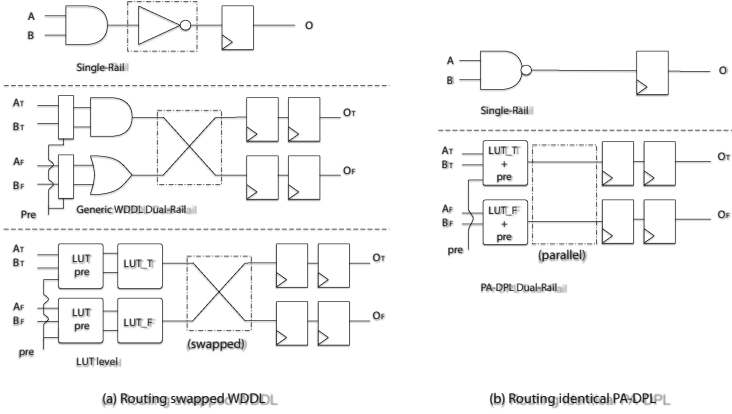 A
B
O
Single-Rail
AT
BT
AF
BF
Pre
OT
OF
Generic WDDL Dual-Rail
AT
BT
AF
BF
pre
LUT
pre
LUT_T
LUT
pre
LUT_F
(swapped)
OT
OF
LUT level
(a) Routing swapped WDDL
A
B
O
Single-Rail
AT
BT
LUT_T
+
pre
OT
AF
BF
pre
LUT_F
+
pre
OF
(parallel)
PA-DPL Dual-Rail
(b) Routing identical PA-DPL